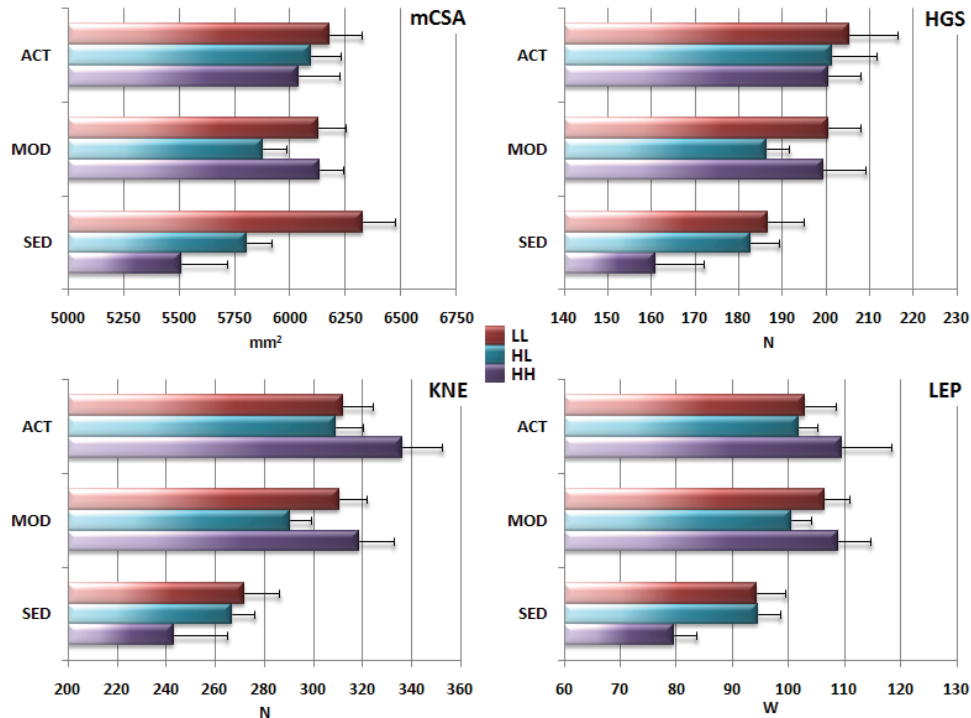 mCSA
ACT
MOD
SED
5000 5250 5500 5750 6000 6250 6500 6750
mm²
HGS
ACT
MOD
SED
140 150 160 170 180 190 200 210 220 230
N
LL
HL
HH
KNE
ACT
MOD
SED
200 220 240 260 280 300 320 340 360
N
LEP
ACT
MOD
SED
60 70 80 90 100 110 120 130
W